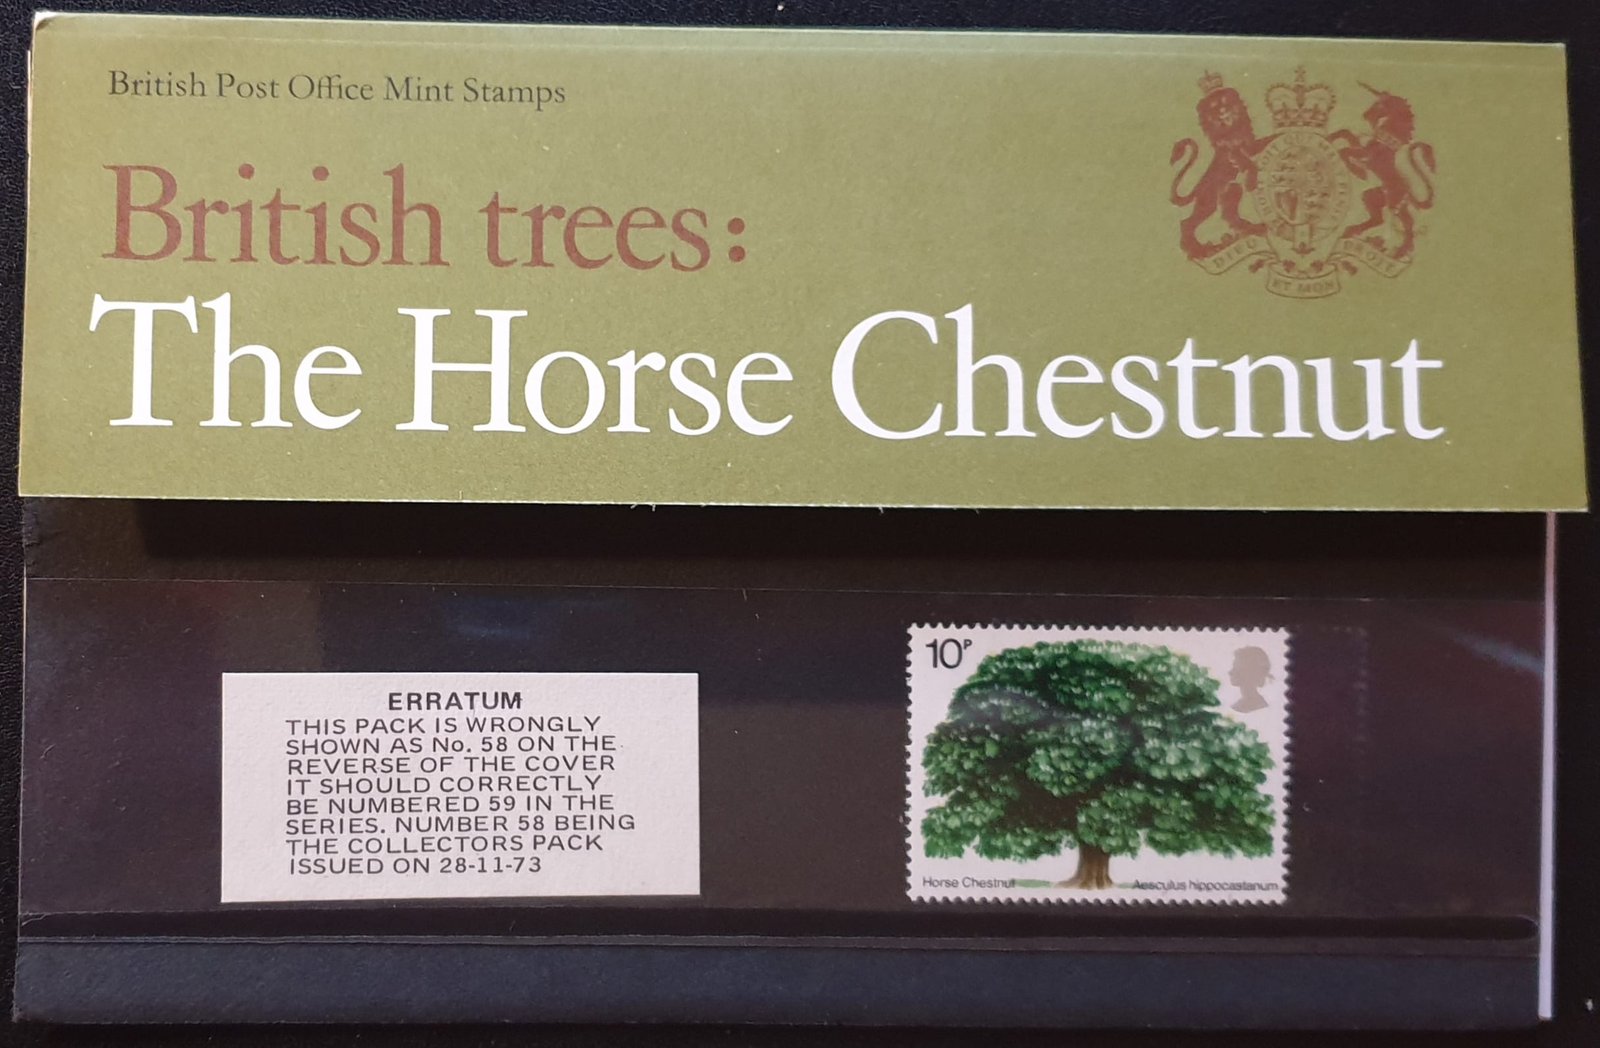 British Post Office Mint Stamps
British trees:
The Horse Chestnut
DIEU ET MON DROIT
ERRATUM
THIS PACK IS WRONGLY
SHOWN AS No. 58 ON THE
REVERSE OF THE COVER
IT SHOULD CORRECTLY
BE NUMBERED 59 IN THE
SERIES. NUMBER 58 BEING
THE COLLECTORS PACK
ISSUED ON 28-11-73
10P
Horse Chestnut Aesculus hippocastanum